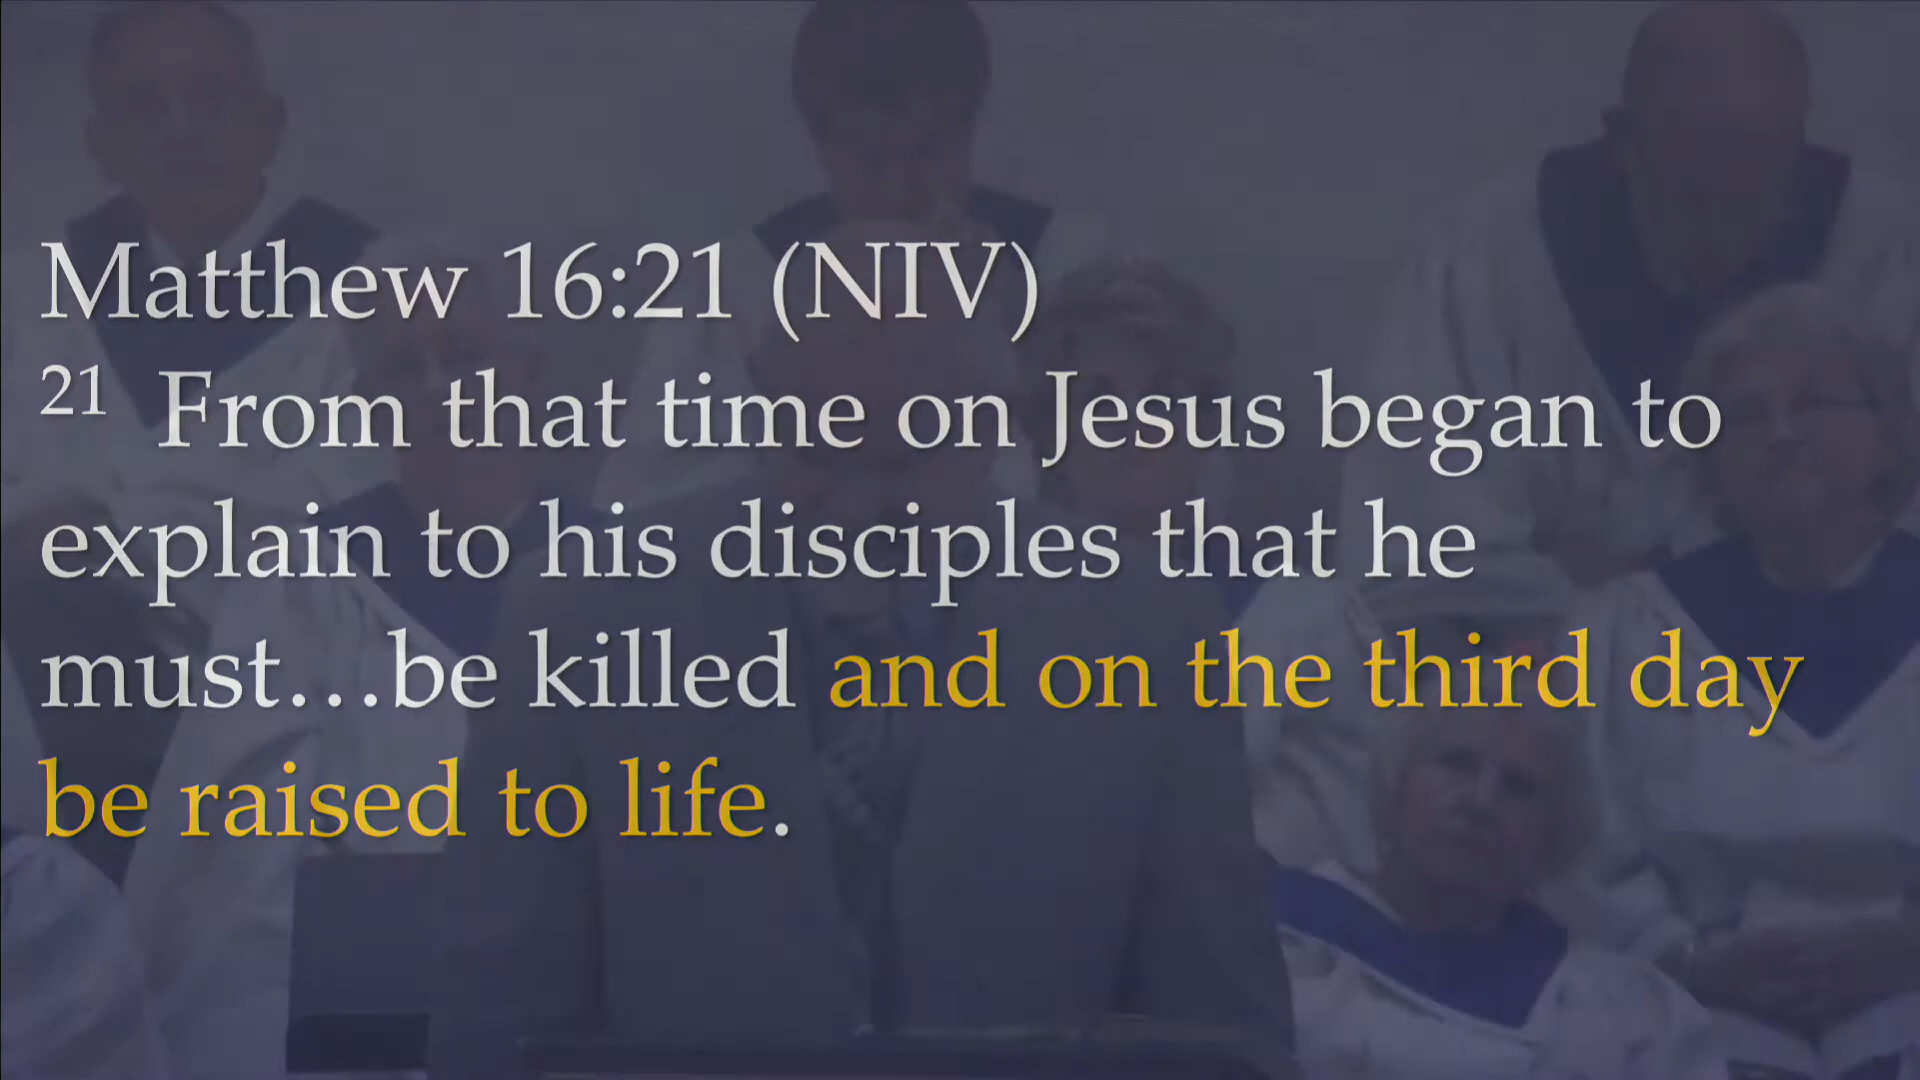 Matthew 16:21 (NIV)
21 From that time on Jesus began to
explain to his disciples that he
must…be killed and on the third day
be raised to life.